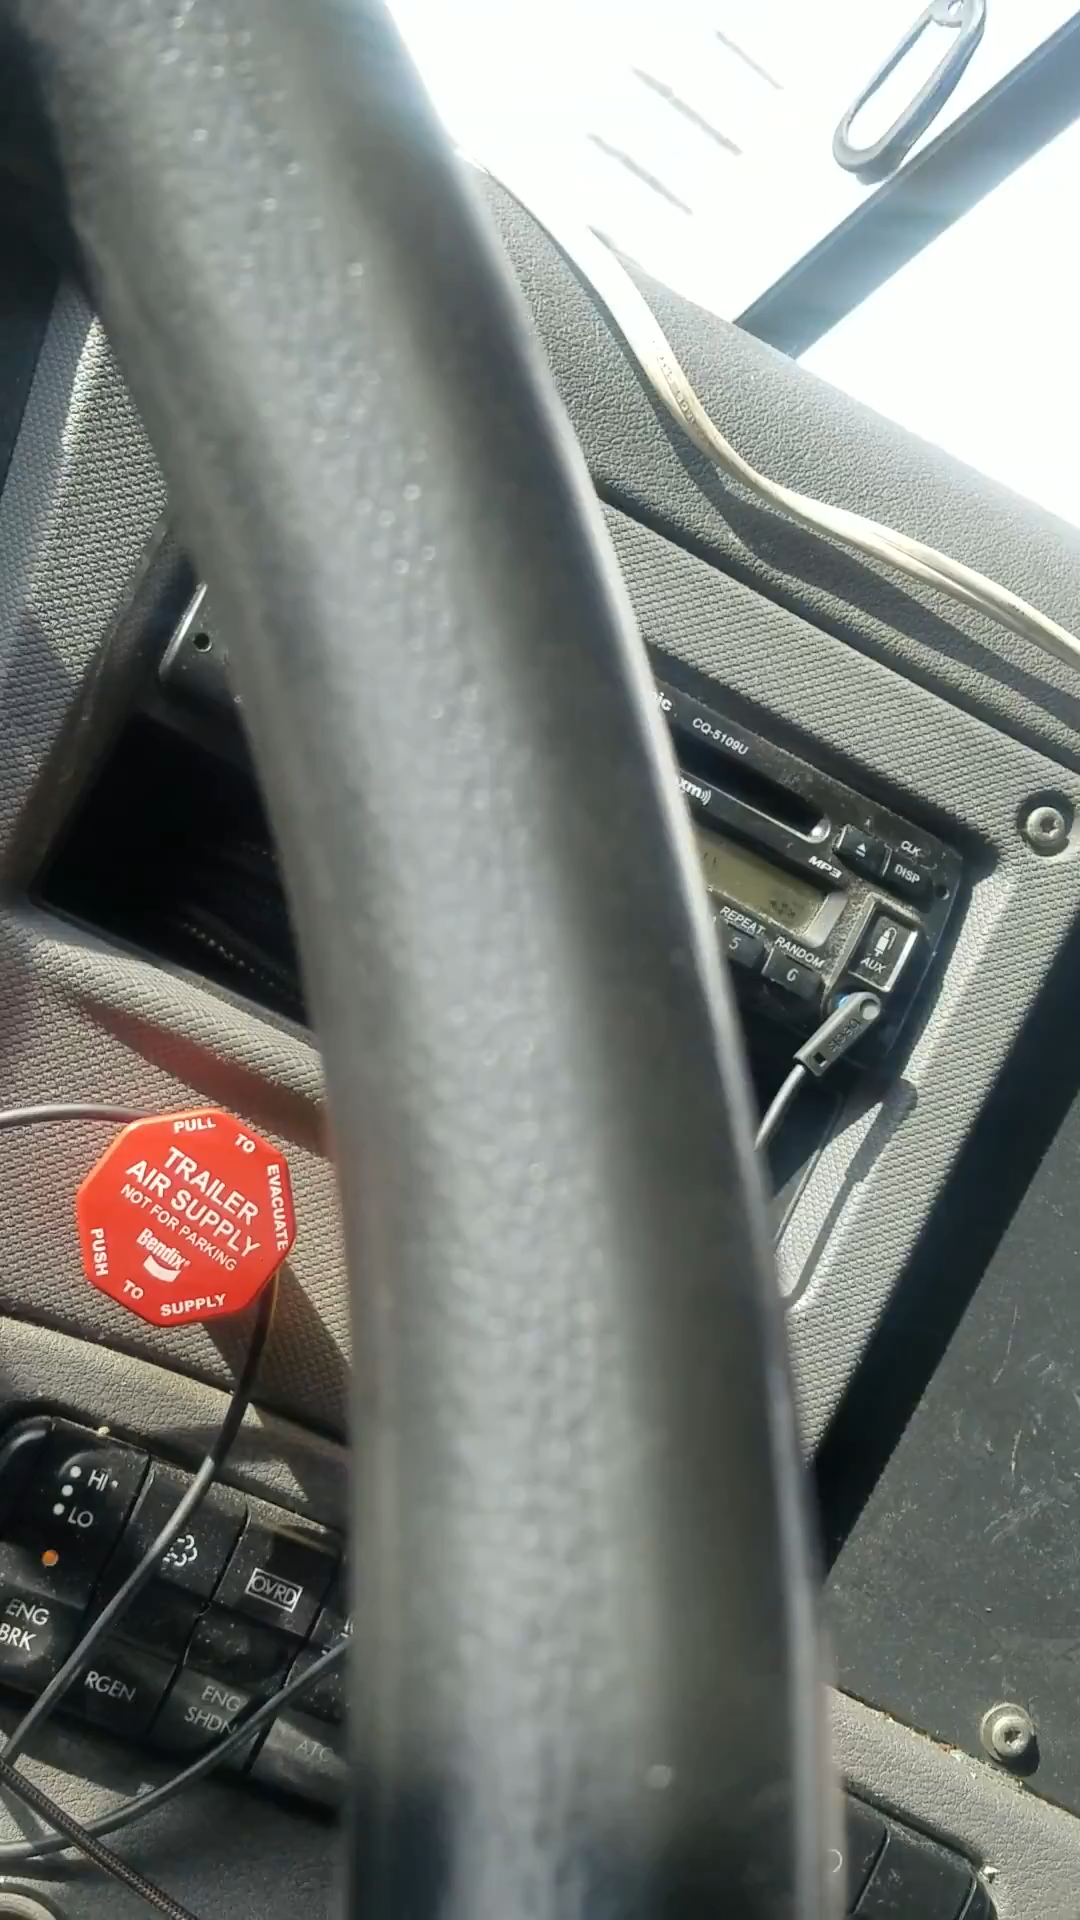 CQ-5109U
MP3
CLK
DISP
REPEAT
5
RANDOM
6
AUX
PULL TO EVACUATE
TRAILER
AIR SUPPLY
NOT FOR PARKING
Bendix
PUSH TO SUPPLY
HI
LO
ENG
BRK
RGEN
OVRD
ENG
SHDN
ATC